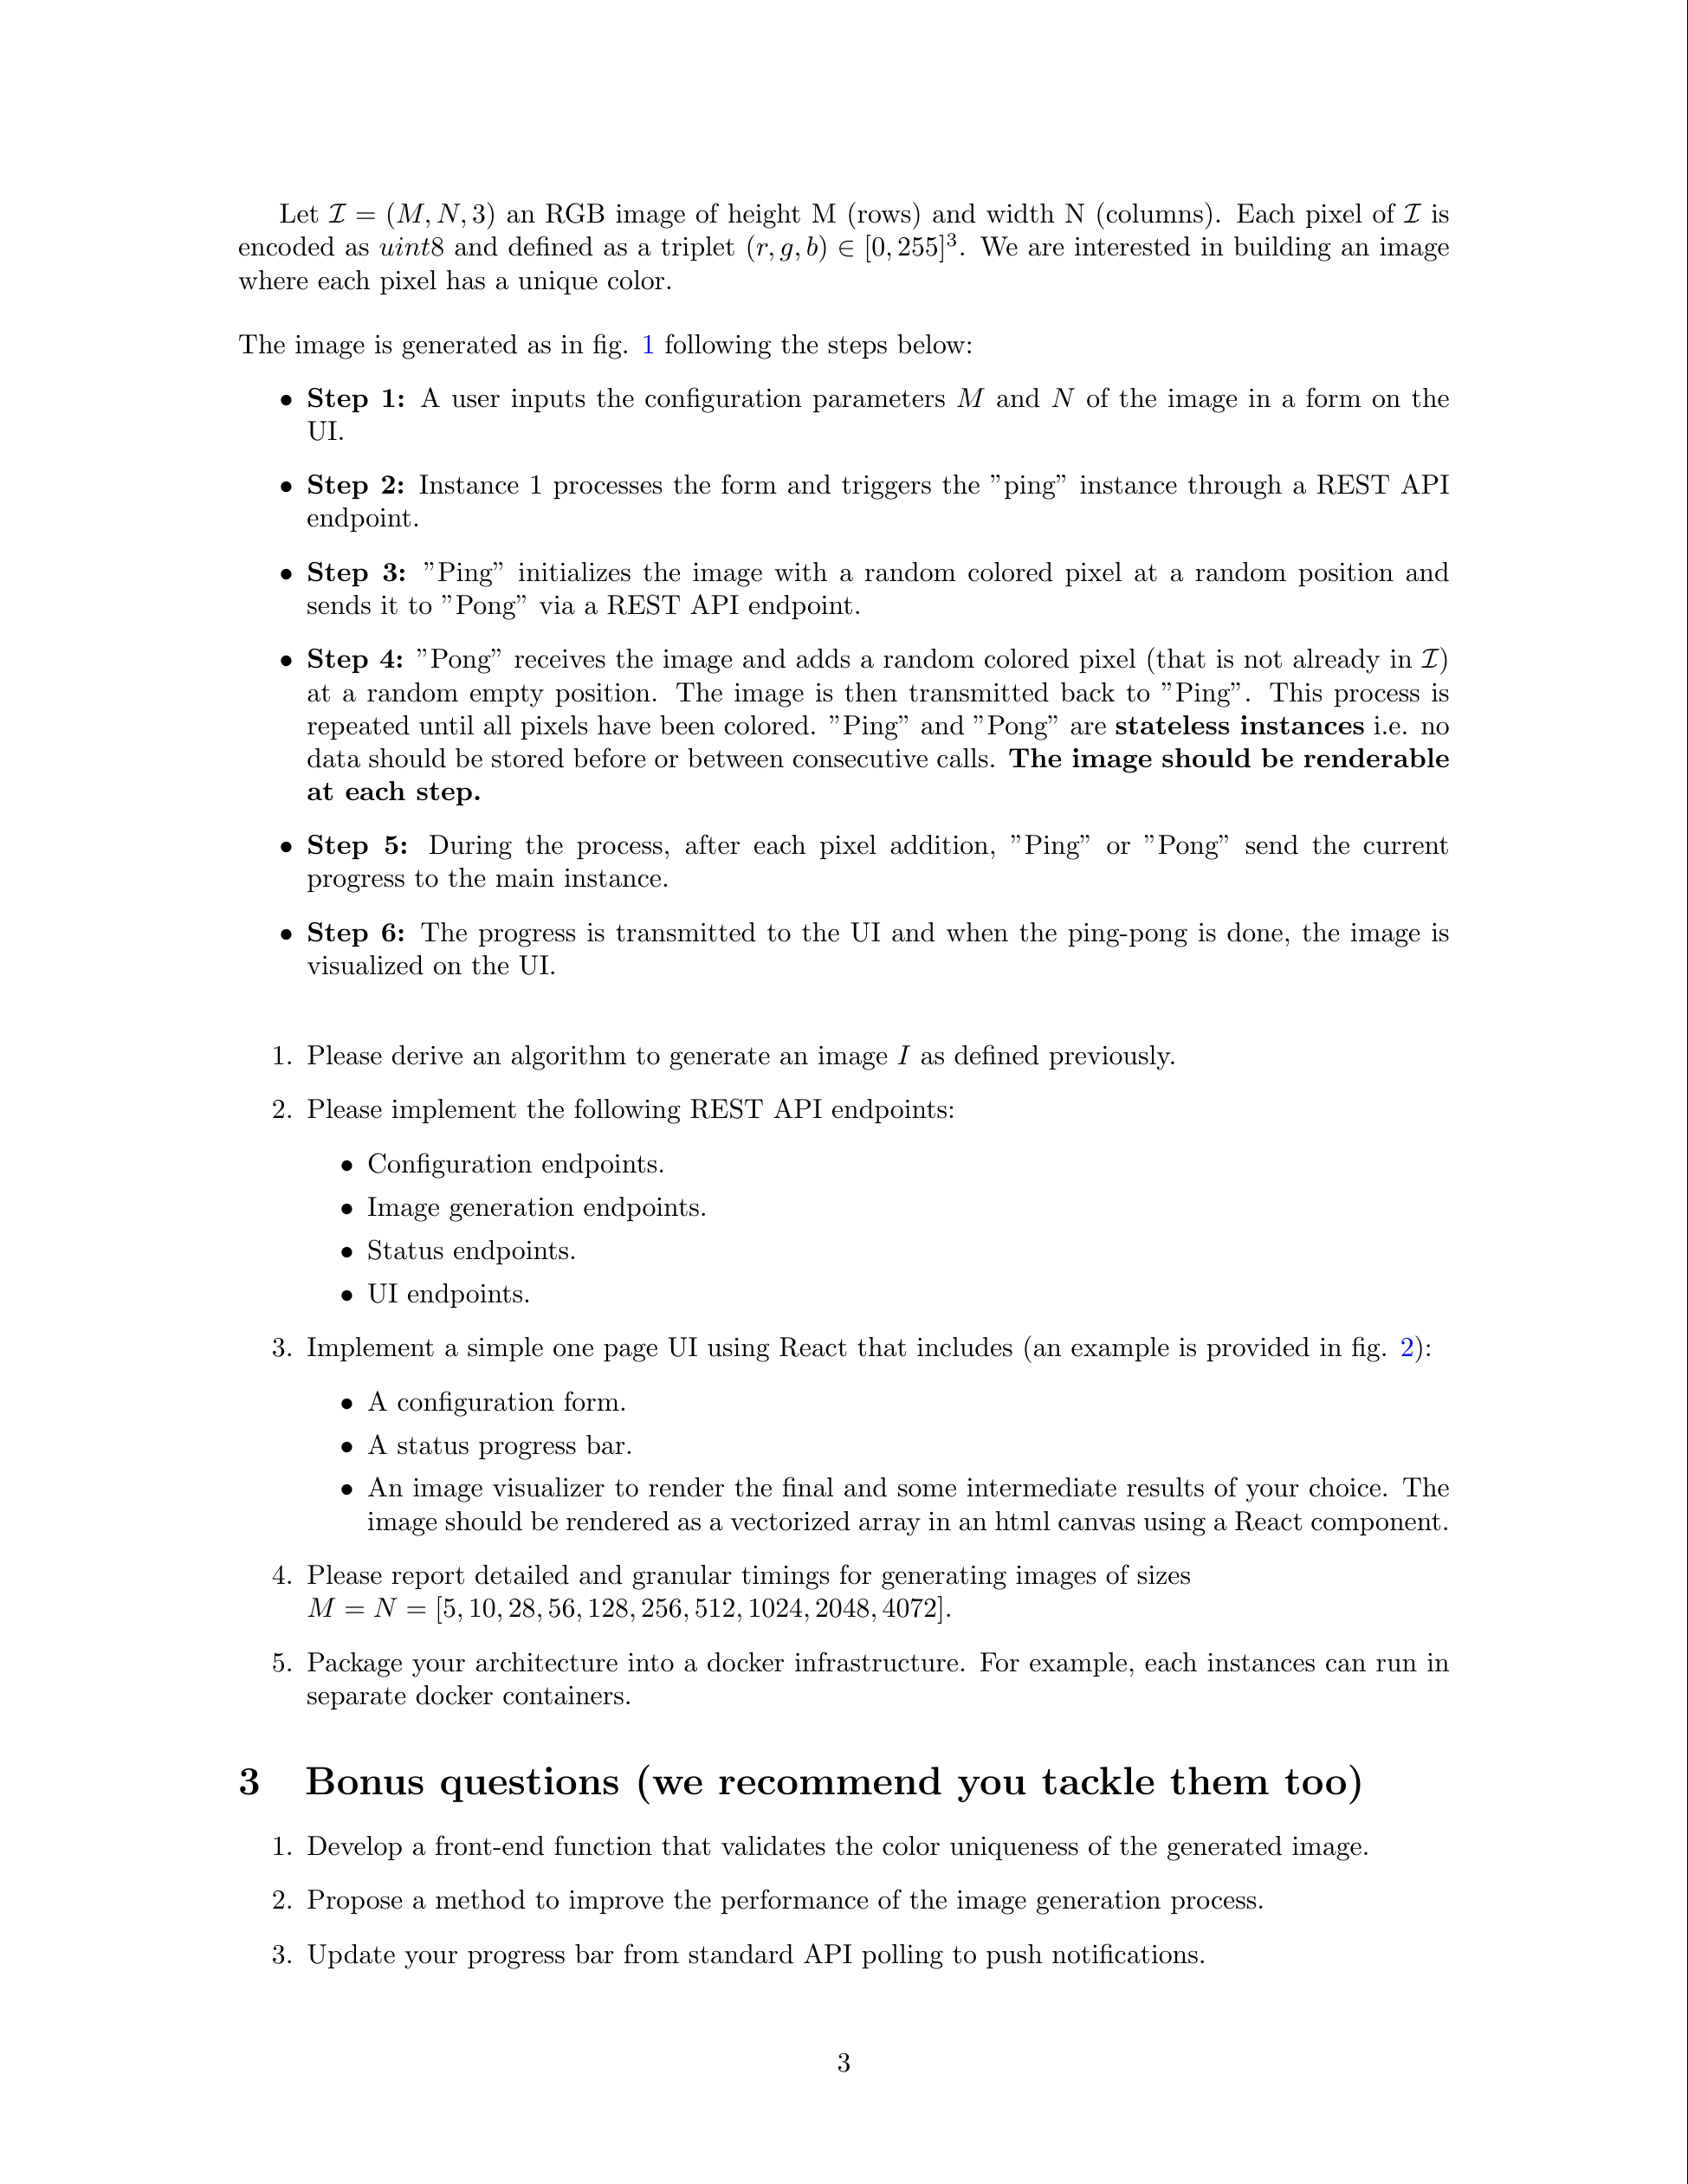 Let 𝓘 = (M, N, 3) an RGB image of height M (rows) and width N (columns). Each pixel of 𝓘 is
encoded as uint8 and defined as a triplet (r, g, b) ∈ [0, 255]³. We are interested in building an image
where each pixel has a unique color.
The image is generated as in fig. 1 following the steps below:
• Step 1: A user inputs the configuration parameters M and N of the image in a form on the
UI.
• Step 2: Instance 1 processes the form and triggers the ”ping” instance through a REST API
endpoint.
• Step 3: ”Ping” initializes the image with a random colored pixel at a random position and
sends it to ”Pong” via a REST API endpoint.
• Step 4: ”Pong” receives the image and adds a random colored pixel (that is not already in 𝓘)
at a random empty position. The image is then transmitted back to ”Ping”. This process is
repeated until all pixels have been colored. ”Ping” and ”Pong” are stateless instances i.e. no
data should be stored before or between consecutive calls. The image should be renderable
at each step.
• Step 5: During the process, after each pixel addition, ”Ping” or ”Pong” send the current
progress to the main instance.
• Step 6: The progress is transmitted to the UI and when the ping-pong is done, the image is
visualized on the UI.
1. Please derive an algorithm to generate an image I as defined previously.
2. Please implement the following REST API endpoints:
• Configuration endpoints.
• Image generation endpoints.
• Status endpoints.
• UI endpoints.
3. Implement a simple one page UI using React that includes (an example is provided in fig. 2):
• A configuration form.
• A status progress bar.
• An image visualizer to render the final and some intermediate results of your choice. The
image should be rendered as a vectorized array in an html canvas using a React component.
4. Please report detailed and granular timings for generating images of sizes
M = N = [5, 10, 28, 56, 128, 256, 512, 1024, 2048, 4072].
5. Package your architecture into a docker infrastructure. For example, each instances can run in
separate docker containers.
3 Bonus questions (we recommend you tackle them too)
1. Develop a front-end function that validates the color uniqueness of the generated image.
2. Propose a method to improve the performance of the image generation process.
3. Update your progress bar from standard API polling to push notifications.
3